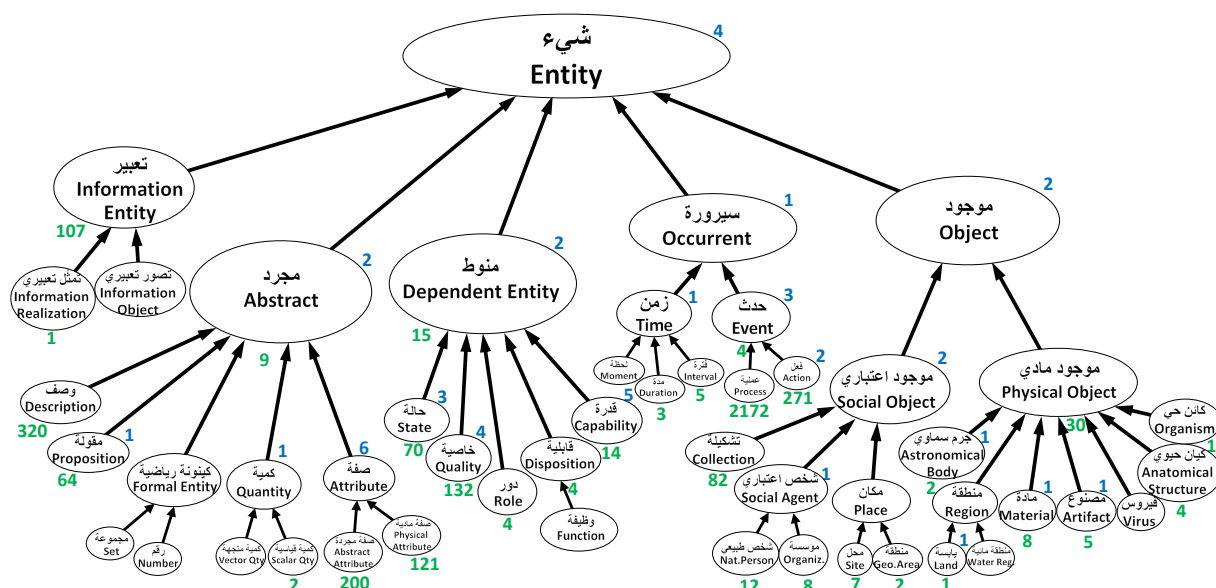 شيء
4
Entity
تعبير
Information
Entity
107
تمثل تعبيري
Information
Realization
1
تصور تعبيري
Information
Object
مجرد
2
Abstract
9
وصف
Description
320
مقولة
1
Proposition
64
كينونة رياضية
Formal Entity
مجموعة
Set
رقم
Number
كمية
1
Quantity
كمية متجهة
Vector Qty
كمية قياسية
Scalar Qty
2
صفة
6
Attribute
صفة مجردة
Abstract
Attribute
200
صفة مادية
Physical
Attribute
121
منوط
2
Dependent Entity
15
حالة
3
State
70
خاصية
4
Quality
132
دور
Role
4
قابلية
Disposition
4
وظيفة
Function
قدرة
5
Capability
14
سيرورة
1
Occurrent
زمن
1
Time
لحظة
Moment
مدة
Duration
3
فترة
Interval
5
حدث
3
Event
4
عملية
Process
2172
فعل
2
Action
271
موجود
2
Object
موجود اعتباري
2
Social Object
تشكيلة
Collection
82
شخص اعتباري
1
Social Agent
شخص طبيعي
Nat.Person
12
موسسة
Organiz.
8
مكان
Place
محل
Site
7
منطقة
Geo.Area
2
موجود مادي
Physical Object
30
جرم سماوي
1
Astronomical
Body
2
منطقة
Region
يابسة
1
Land
1
منطقة مائية
Water Reg.
مادة
1
Material
8
مصنوع
1
Artifact
5
فيروس
Virus
كيان حيوي
Anatomical
Structure
4
كائن حي
Organism
1